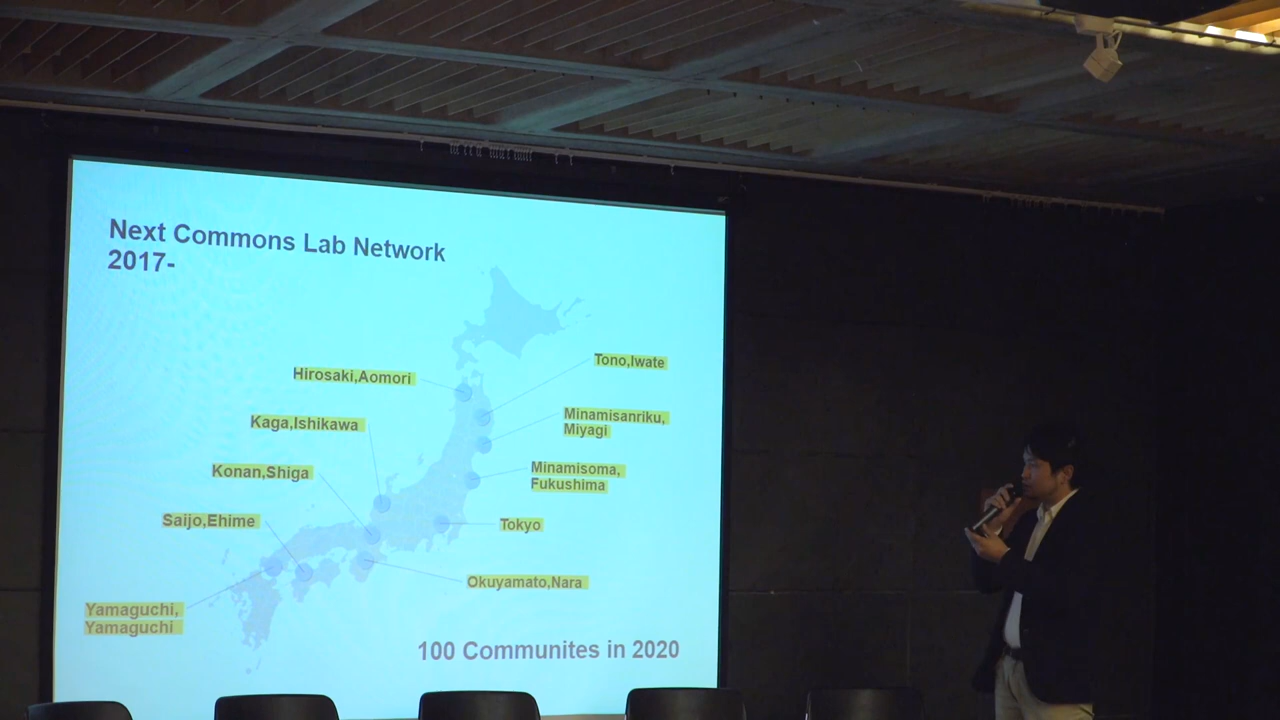 Next Commons Lab Network
2017-
Tono,Iwate
Hirosaki,Aomori
Minamisanriku,
Miyagi
Kaga,Ishikawa
Minamisoma,
Fukushima
Konan,Shiga
Saijo,Ehime
Tokyo
Okuyamato,Nara
Yamaguchi,
Yamaguchi
100 Communites in 2020